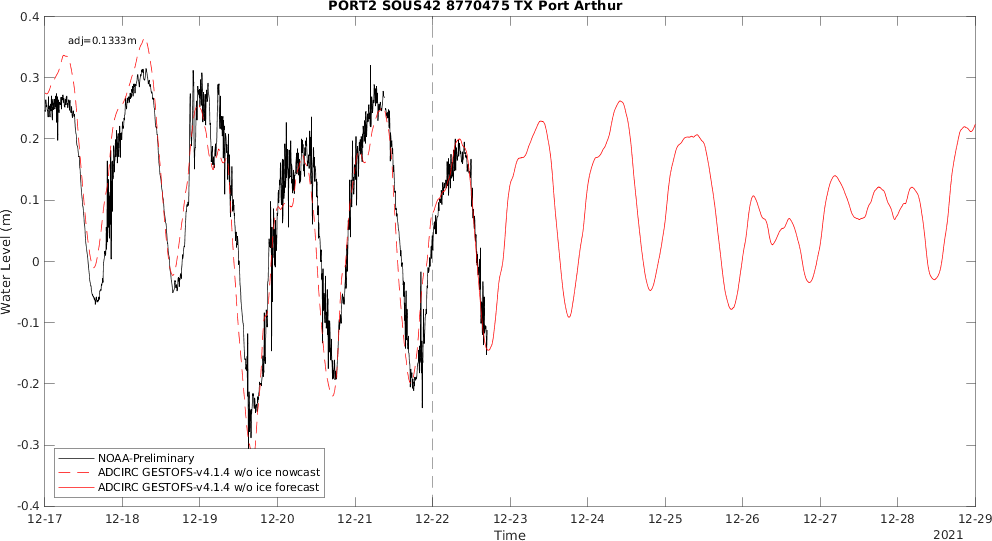 PORT2 SOUS42 8770475 TX Port Arthur
adj=0.1333m
0.4
0.3
0.2
0.1
0
-0.1
-0.2
-0.3
-0.4
Water Level (m)
NOAA-Preliminary
ADCIRC GESTOFS-v4.1.4 w/o ice nowcast
ADCIRC GESTOFS-v4.1.4 w/o ice forecast
12-17 12-18 12-19 12-20 12-21 12-22 12-23 12-24 12-25 12-26 12-27 12-28 12-29
Time
2021